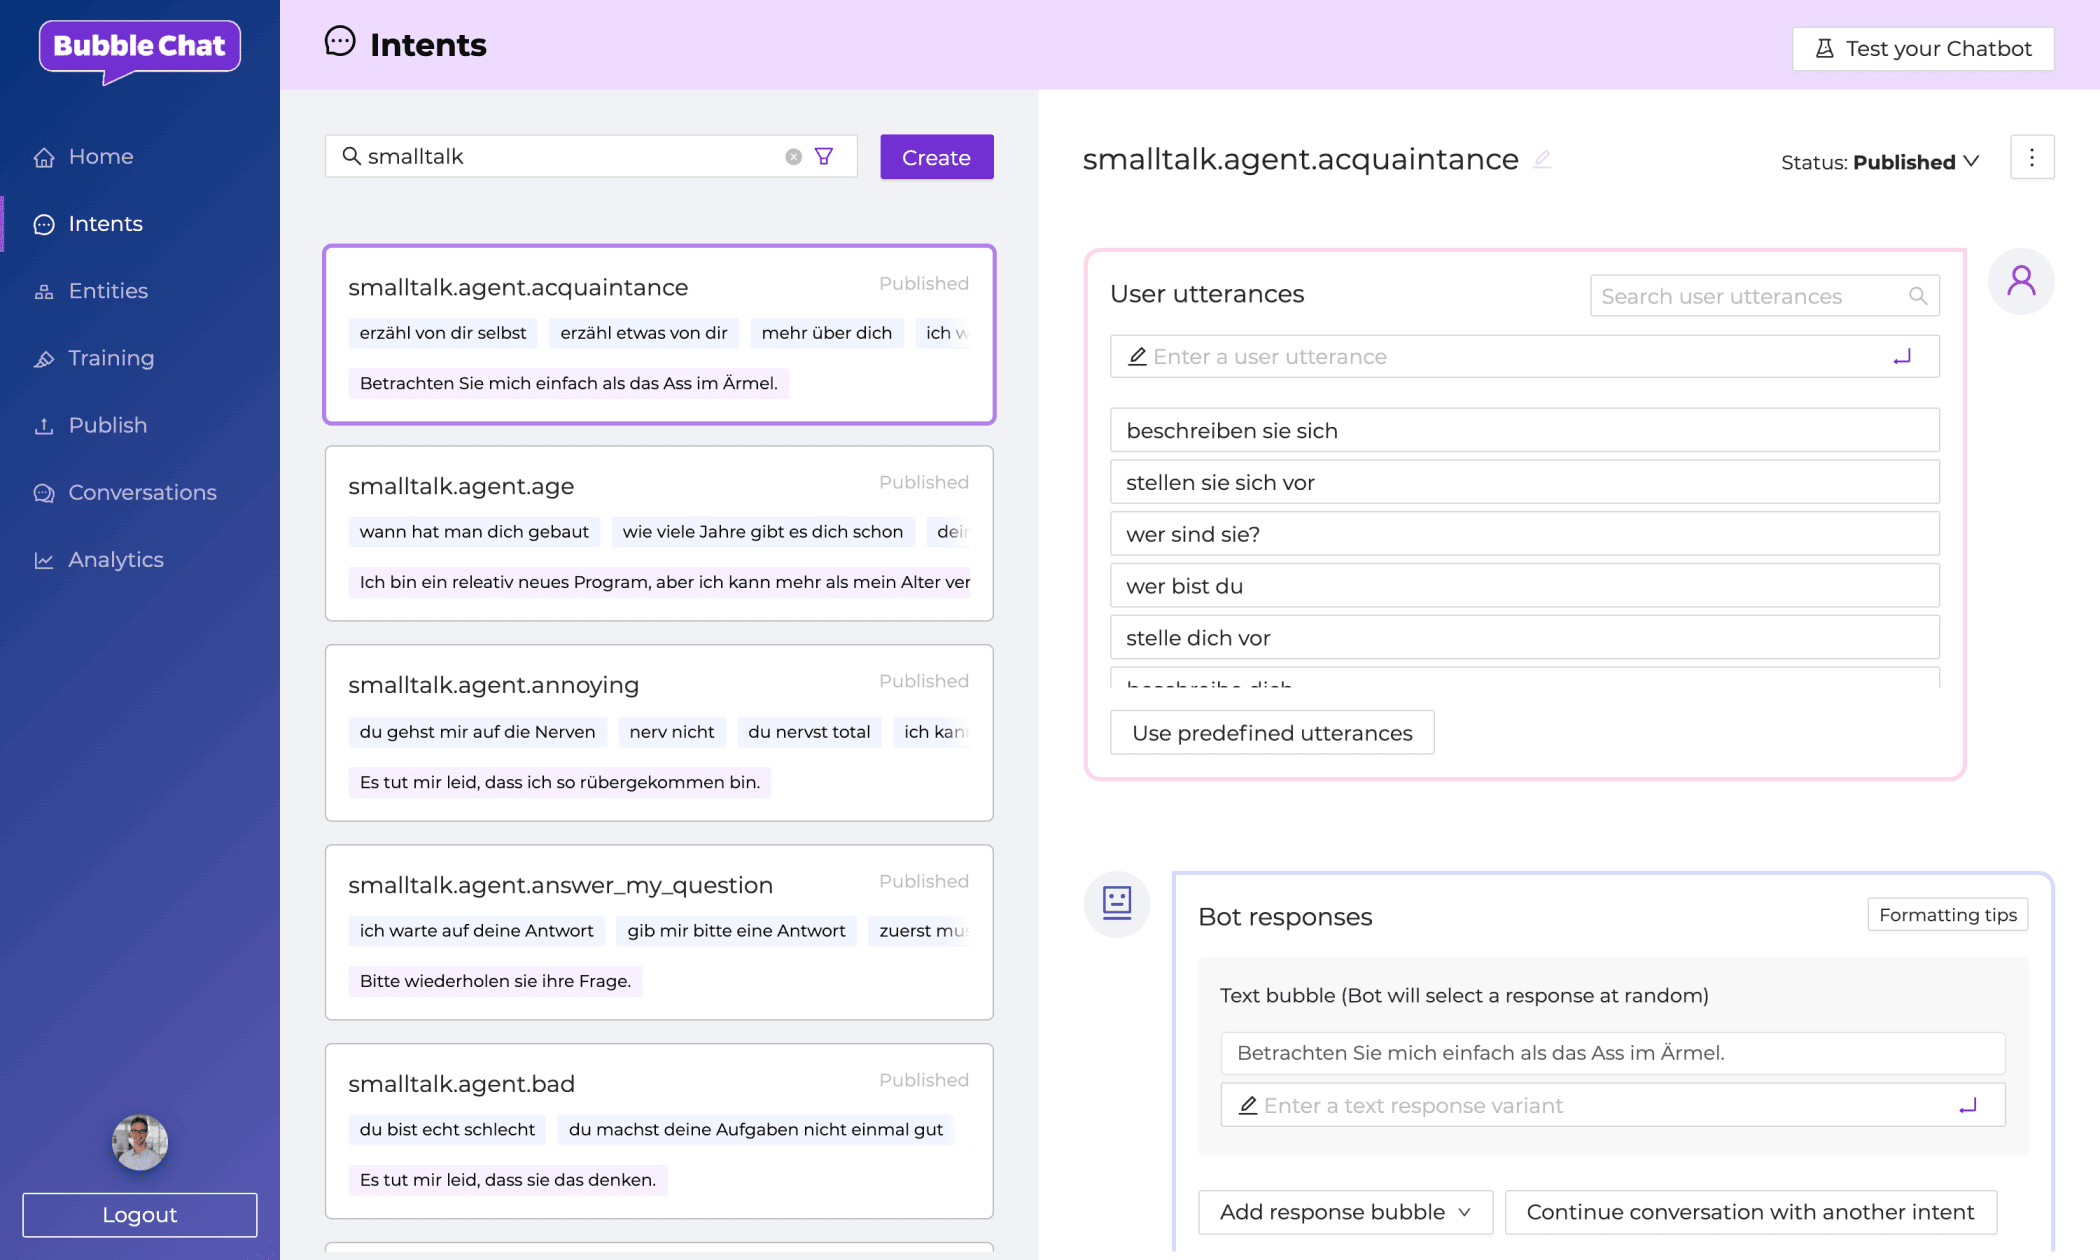 Bubble Chat
Home
Intents
Entities
Training
Publish
Conversations
Analytics
Logout
Intents
Test your Chatbot
smalltalk
Create
smalltalk.agent.acquaintance
Published
erzähl von dir selbst erzähl etwas von dir mehr über dich ich w
Betrachten Sie mich einfach als das Ass im Ärmel.
smalltalk.agent.age
Published
wann hat man dich gebaut wie viele Jahre gibt es dich schon dein
Ich bin ein releativ neues Program, aber ich kann mehr als mein Alter ver
smalltalk.agent.annoying
Published
du gehst mir auf die Nerven nerv nicht du nervst total ich kann
Es tut mir leid, dass ich so rübergekommen bin.
smalltalk.agent.answer_my_question
Published
ich warte auf deine Antwort gib mir bitte eine Antwort zuerst mus
Bitte wiederholen sie ihre Frage.
smalltalk.agent.bad
Published
du bist echt schlecht du machst deine Aufgaben nicht einmal gut
Es tut mir leid, dass sie das denken.
smalltalk.agent.acquaintance
Status: Published
User utterances
Search user utterances
Enter a user utterance
beschreiben sie sich
stellen sie sich vor
wer sind sie?
wer bist du
stelle dich vor
beschreibe dich
Use predefined utterances
Bot responses
Formatting tips
Text bubble (Bot will select a response at random)
Betrachten Sie mich einfach als das Ass im Ärmel.
Enter a text response variant
Add response bubble
Continue conversation with another intent